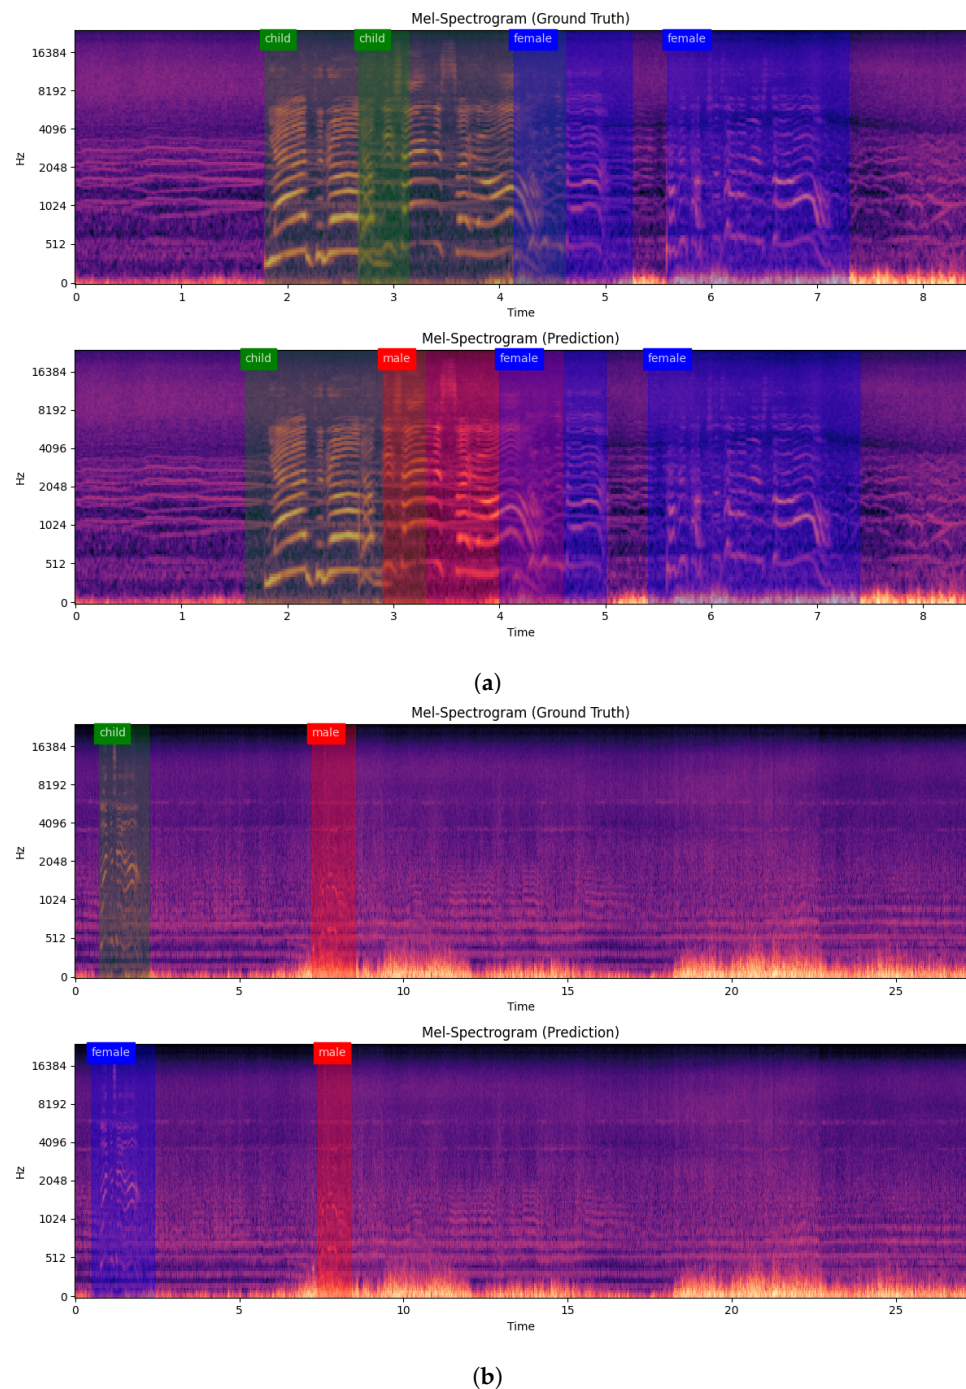 Mel-Spectrogram (Ground Truth)
child child female female
16384
8192
4096
2048
1024
512
0
Hz
0 1 2 3 4 5 6 7 8
Time
Mel-Spectrogram (Prediction)
child male female female
16384
8192
4096
2048
1024
512
0
Hz
0 1 2 3 4 5 6 7 8
Time
(a)
Mel-Spectrogram (Ground Truth)
child male
16384
8192
4096
2048
1024
512
0
Hz
0 5 10 15 20 25
Time
Mel-Spectrogram (Prediction)
female male
16384
8192
4096
2048
1024
512
0
Hz
0 5 10 15 20 25
Time
(b)